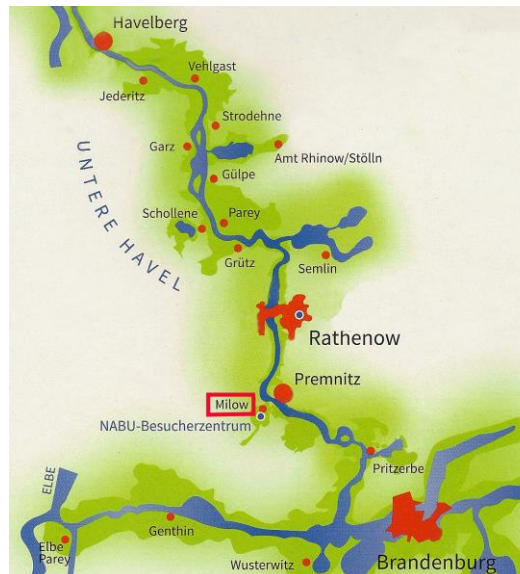 Havelberg
Vehlgast
Jederitz
Strodehne
Garz
Amt Rhinow/Stölln
Gülpe
UNTERE HAVEL
Schollene
Parey
Grütz
Semlin
Rathenow
Premnitz
Milow
NABU-Besucherzentrum
Pritzerbe
ELBE
Genthin
Elbe
Parey
Wusterwitz
Brandenburg